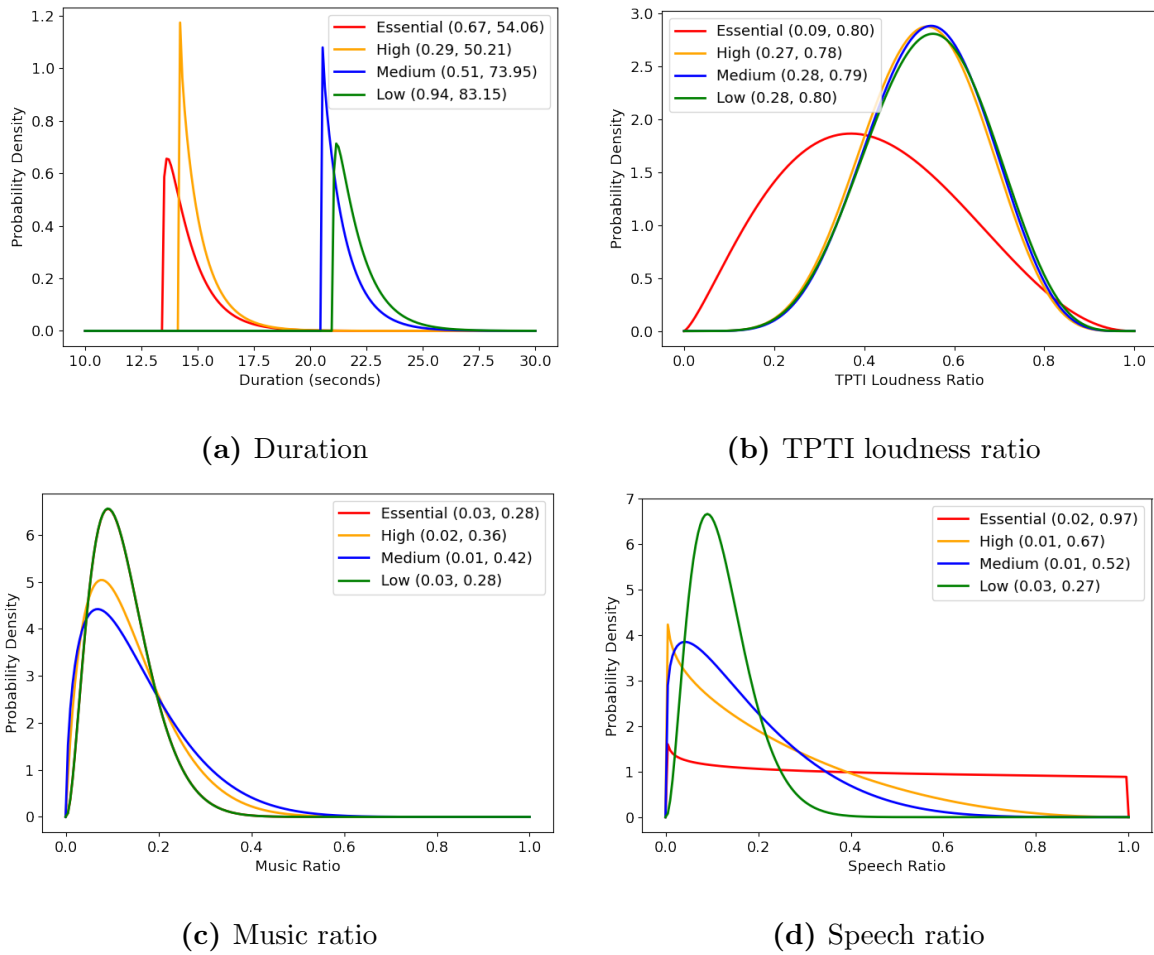 1.2
1.0
0.8
0.6
0.4
0.2
0.0
Probability Density
Essential (0.67, 54.06)
High (0.29, 50.21)
Medium (0.51, 73.95)
Low (0.94, 83.15)
10.0 12.5 15.0 17.5 20.0 22.5 25.0 27.5 30.0
Duration (seconds)
(a) Duration
3.0
2.5
2.0
1.5
1.0
0.5
0.0
Probability Density
Essential (0.09, 0.80)
High (0.27, 0.78)
Medium (0.28, 0.79)
Low (0.28, 0.80)
0.0 0.2 0.4 0.6 0.8 1.0
TPTI Loudness Ratio
(b) TPTI loudness ratio
6
5
4
3
2
1
0
Probability Density
Essential (0.03, 0.28)
High (0.02, 0.36)
Medium (0.01, 0.42)
Low (0.03, 0.28)
0.0 0.2 0.4 0.6 0.8 1.0
Music Ratio
(c) Music ratio
7
6
5
4
3
2
1
0
Probability Density
Essential (0.02, 0.97)
High (0.01, 0.67)
Medium (0.01, 0.52)
Low (0.03, 0.27)
0.0 0.2 0.4 0.6 0.8 1.0
Speech Ratio
(d) Speech ratio